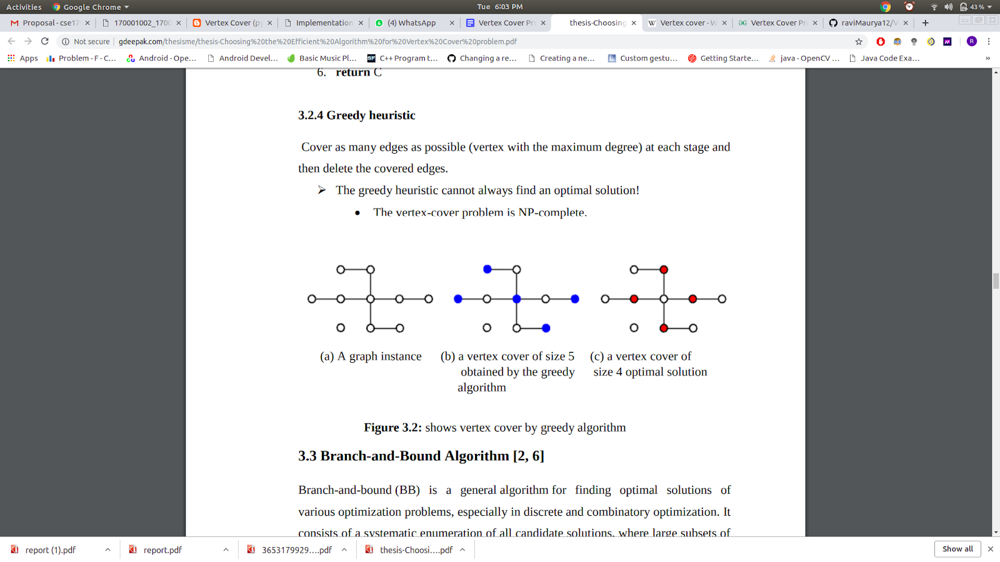 Activities Google Chrome Tue 6:03 PM 43 %
Proposal - cse17 170001002_1700 Vertex Cover (py Implementation (4) WhatsApp Vertex Cover Pro thesis-Choosing Vertex cover - W Vertex Cover Pro raviMaurya12/V
Not secure gdeepak.com/thesisme/thesis-Choosing%20the%20Efficient%20Algorithm%20for%20Vertex%20Cover%20problem.pdf R
Apps Problem - F - C... Android - Ope... Android Devel... Basic Music Pl... SF C++ Program t... Changing a re... Creating a ne... Custom gestu... Getting Starte... java - OpenCV ... Java Code Exa... »
6. return C
3.2.4 Greedy heuristic
Cover as many edges as possible (vertex with the maximum degree) at each stage and
then delete the covered edges.
➢ The greedy heuristic cannot always find an optimal solution!
• The vertex-cover problem is NP-complete.
(a) A graph instance (b) a vertex cover of size 5 (c) a vertex cover of
obtained by the greedy size 4 optimal solution
algorithm
Figure 3.2: shows vertex cover by greedy algorithm
3.3 Branch-and-Bound Algorithm [2, 6]
Branch-and-bound (BB) is a general algorithm for finding optimal solutions of
various optimization problems, especially in discrete and combinatory optimization. It
consists of a systematic enumeration of all candidate solutions, where large subsets of
report (1).pdf report.pdf 3653179929....pdf thesis-Choosi....pdf Show all